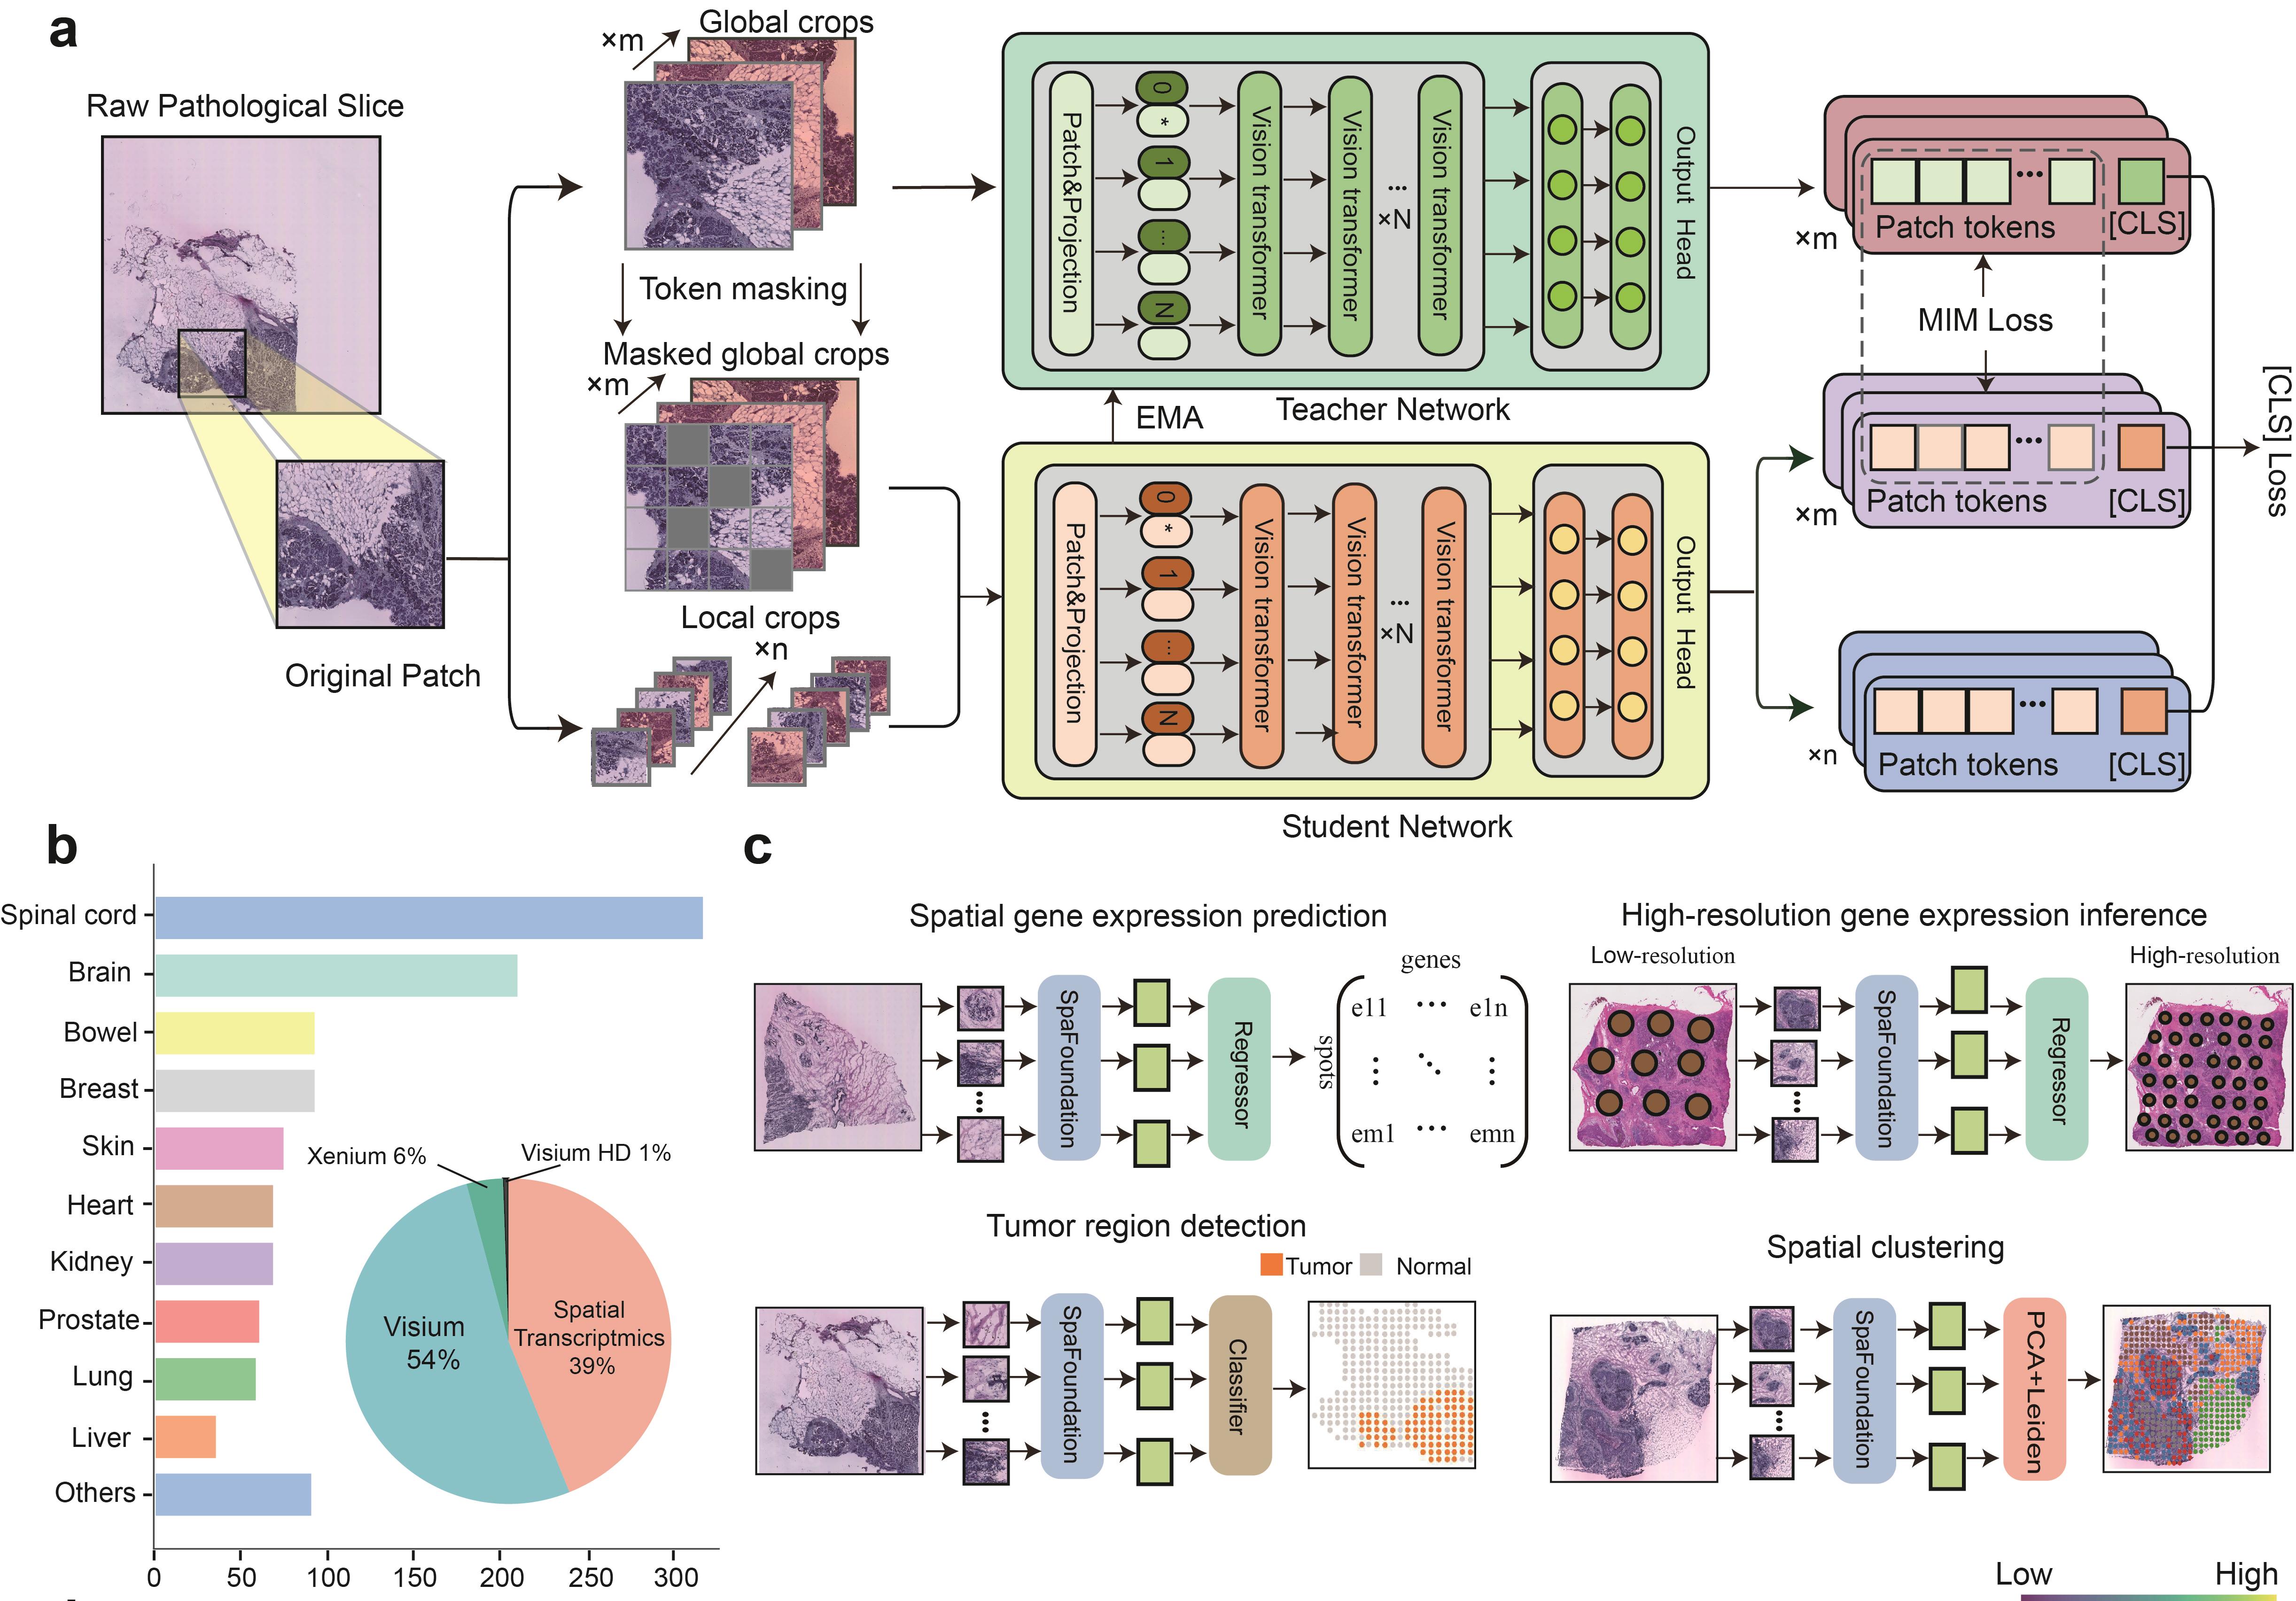 a
Raw Pathological Slice
Original Patch
×m
Global crops
Token masking
Masked global crops
×m
Local crops
×n
Patch&Projection
0
*
1
...
N
Vision transformer
Vision transformer
...
×N
Vision transformer
Output Head
Teacher Network
EMA
Patch&Projection
0
*
1
...
N
Vision transformer
Vision transformer
...
×N
Vision transformer
Output Head
Student Network
...
Patch tokens
[CLS]
×m
MIM Loss
...
Patch tokens
[CLS]
×m
...
Patch tokens
[CLS]
×n
[CLS] Loss
b
Spinal cord
Brain
Bowel
Breast
Skin
Heart
Kidney
Prostate
Lung
Liver
Others
0 50 100 150 200 250 300
Xenium 6%
Visium HD 1%
Visium
54%
Spatial
Transcriptmics
39%
c
Spatial gene expression prediction
SpaFoundation
Regressor
genes
spots
e11 ... e1n
em1 ... emn
High-resolution gene expression inference
Low-resolution
SpaFoundation
Regressor
High-resolution
Tumor region detection
Tumor Normal
SpaFoundation
Classifier
Spatial clustering
SpaFoundation
PCA+Leiden
Low High